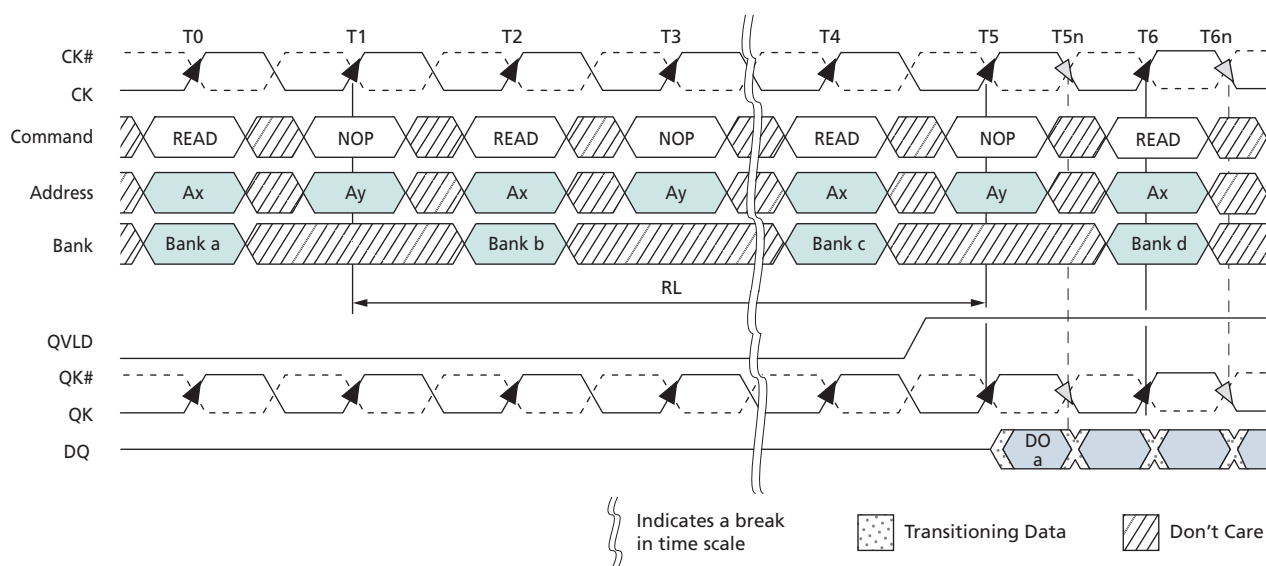 T0 T1 T2 T3 T4 T5 T5n T6 T6n
CK#
CK
Command READ NOP READ NOP READ NOP READ
Address Ax Ay Ax Ay Ax Ay Ax
Bank Bank a Bank b Bank c Bank d
RL
QVLD
QK#
QK
DQ DO
a
Indicates a break
in time scale
Transitioning Data
Don't Care